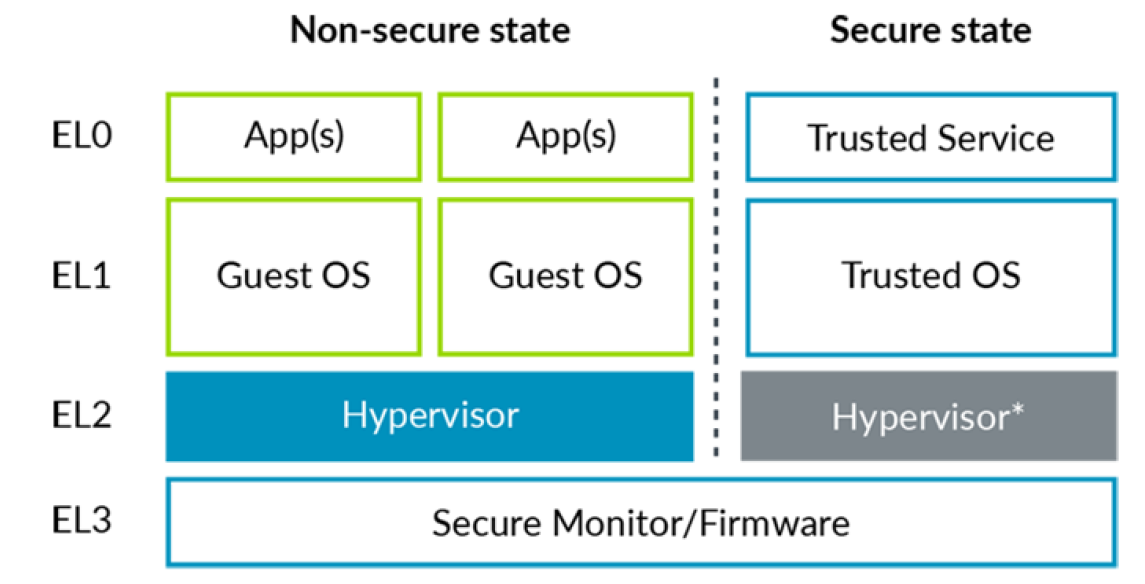 Non-secure state Secure state
EL0 App(s) App(s) Trusted Service
EL1 Guest OS Guest OS Trusted OS
EL2 Hypervisor Hypervisor*
EL3 Secure Monitor/Firmware